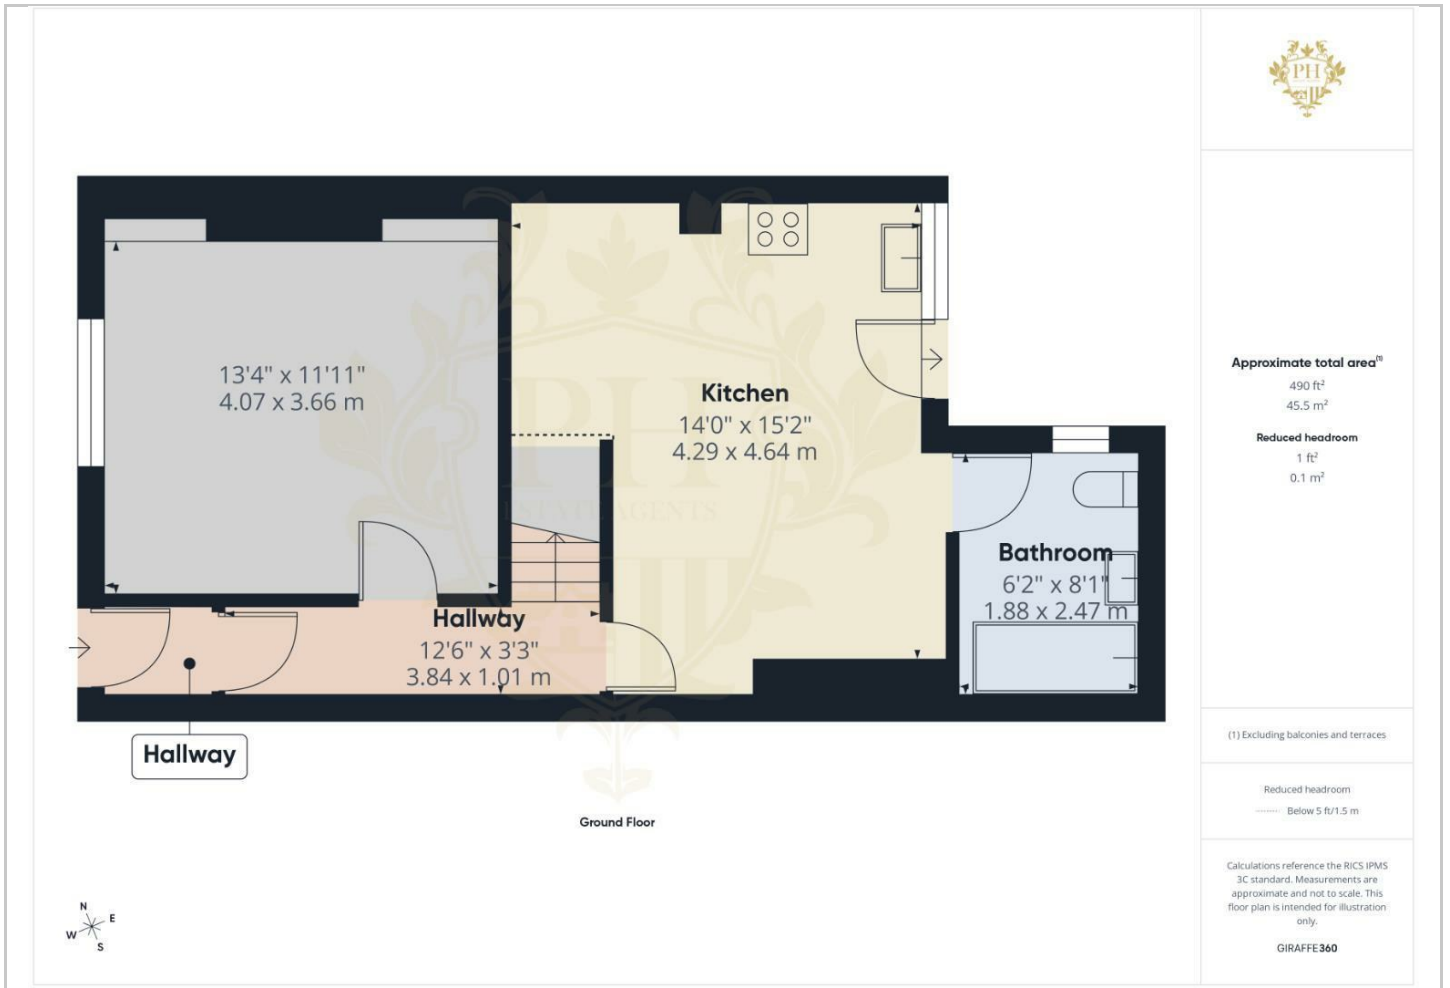 PH
13'4" x 11'11"
4.07 x 3.66 m
Kitchen
14'0" x 15'2"
4.29 x 4.64 m
Bathroom
6'2" x 8'1"
1.88 x 2.47 m
Hallway
12'6" x 3'3"
3.84 x 1.01 m
Hallway
PH
ESTATE AGENTS
Ground Floor
N
E
W
S
Approximate total area(1)
490 ft²
45.5 m²
Reduced headroom
1 ft²
0.1 m²
(1) Excluding balconies and terraces
Reduced headroom
Below 5 ft/1.5 m
Calculations reference the RICS IPMS
3C standard. Measurements are
approximate and not to scale. This
floor plan is intended for illustration
only.
GIRAFFE360